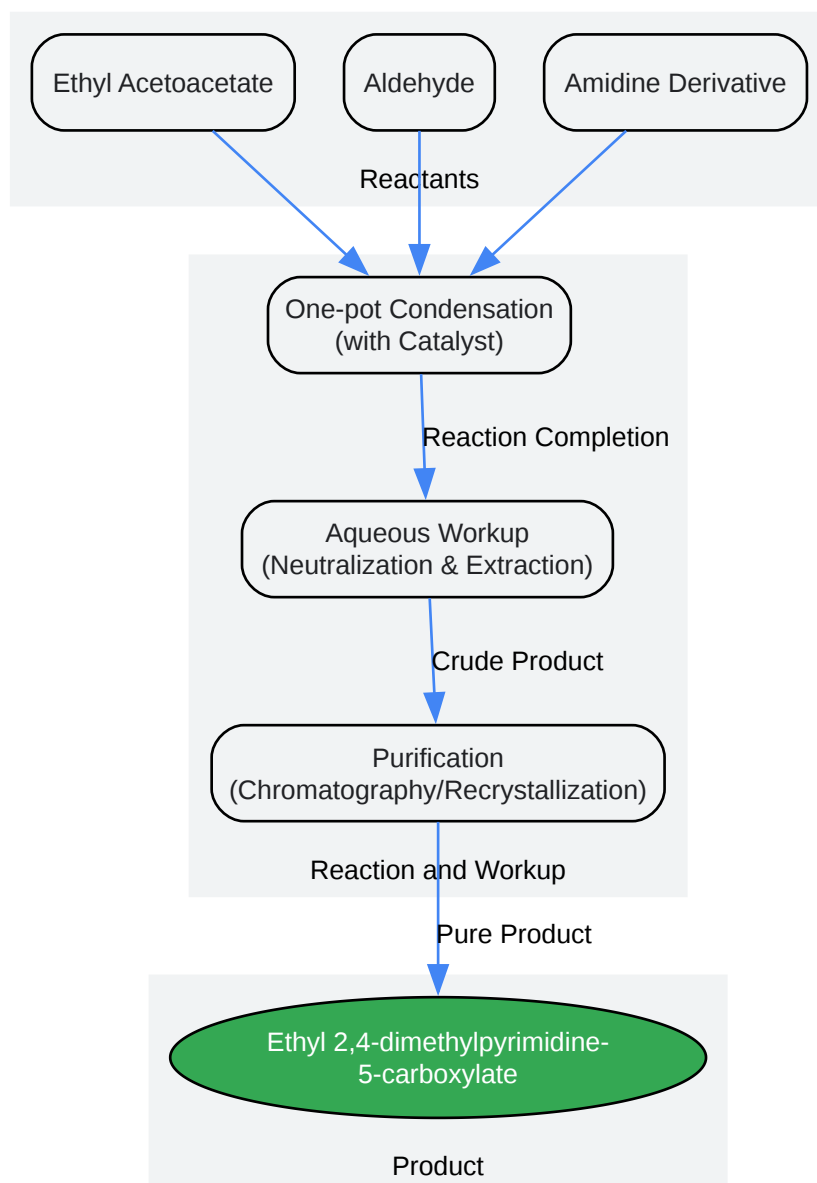 Ethyl Acetoacetate
Aldehyde
Amidine Derivative
Reactants
One-pot Condensation
(with Catalyst)
Reaction Completion
Aqueous Workup
(Neutralization & Extraction)
Crude Product
Purification
(Chromatography/Recrystallization)
Reaction and Workup
Pure Product
Ethyl 2,4-dimethylpyrimidine-
5-carboxylate
Product